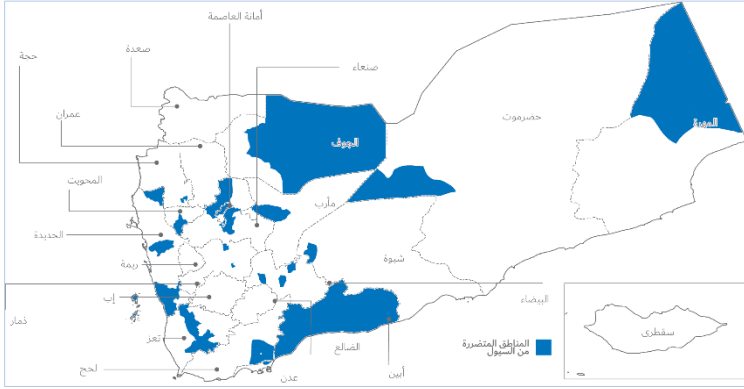 أمانة العاصمة
صعدة
حجة
صنعاء
عمران
حضرموت
المهرة
الجوف
المحويت
مأرب
الحديدة
شبوة
ريمة
البيضاء
إب
ذمار
سقطرى
تعز
الضالع
المناطق المتضررة
من السيول
لحج
عدن
أبين